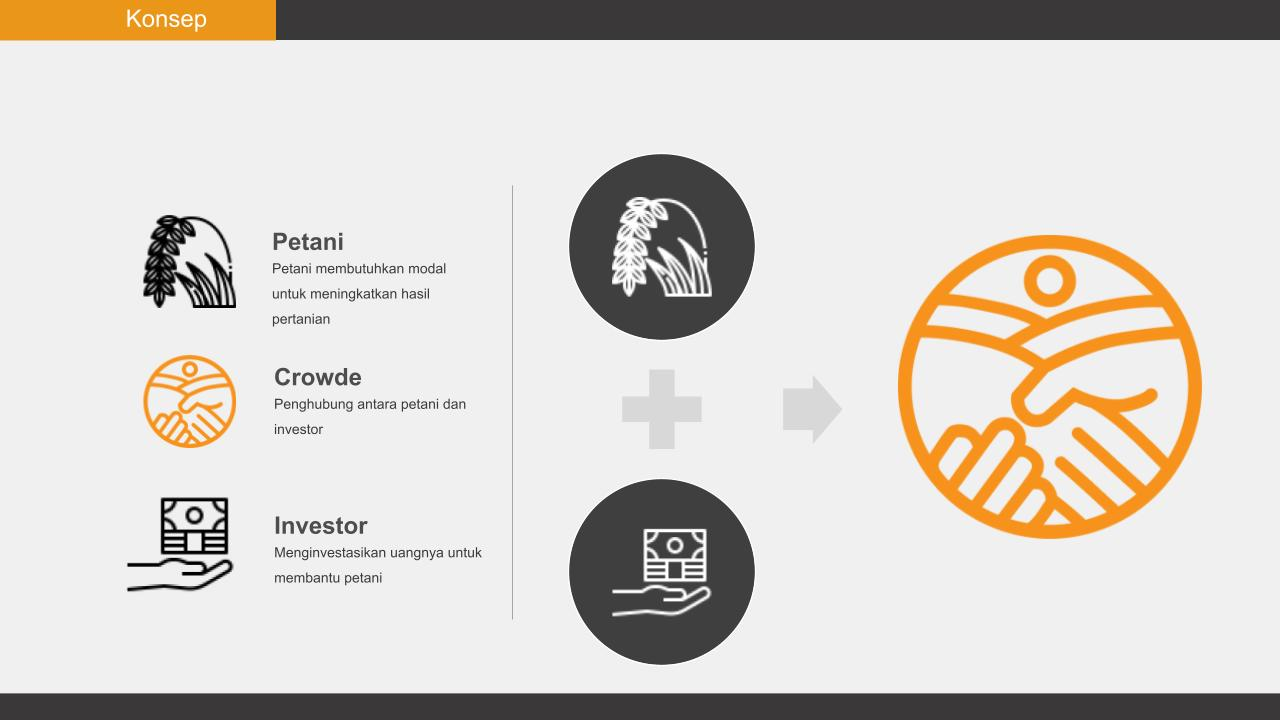 Konsep
Petani
Petani membutuhkan modal
untuk meningkatkan hasil
pertanian
Crowde
Penghubung antara petani dan
investor
Investor
Menginvestasikan uangnya untuk
membantu petani